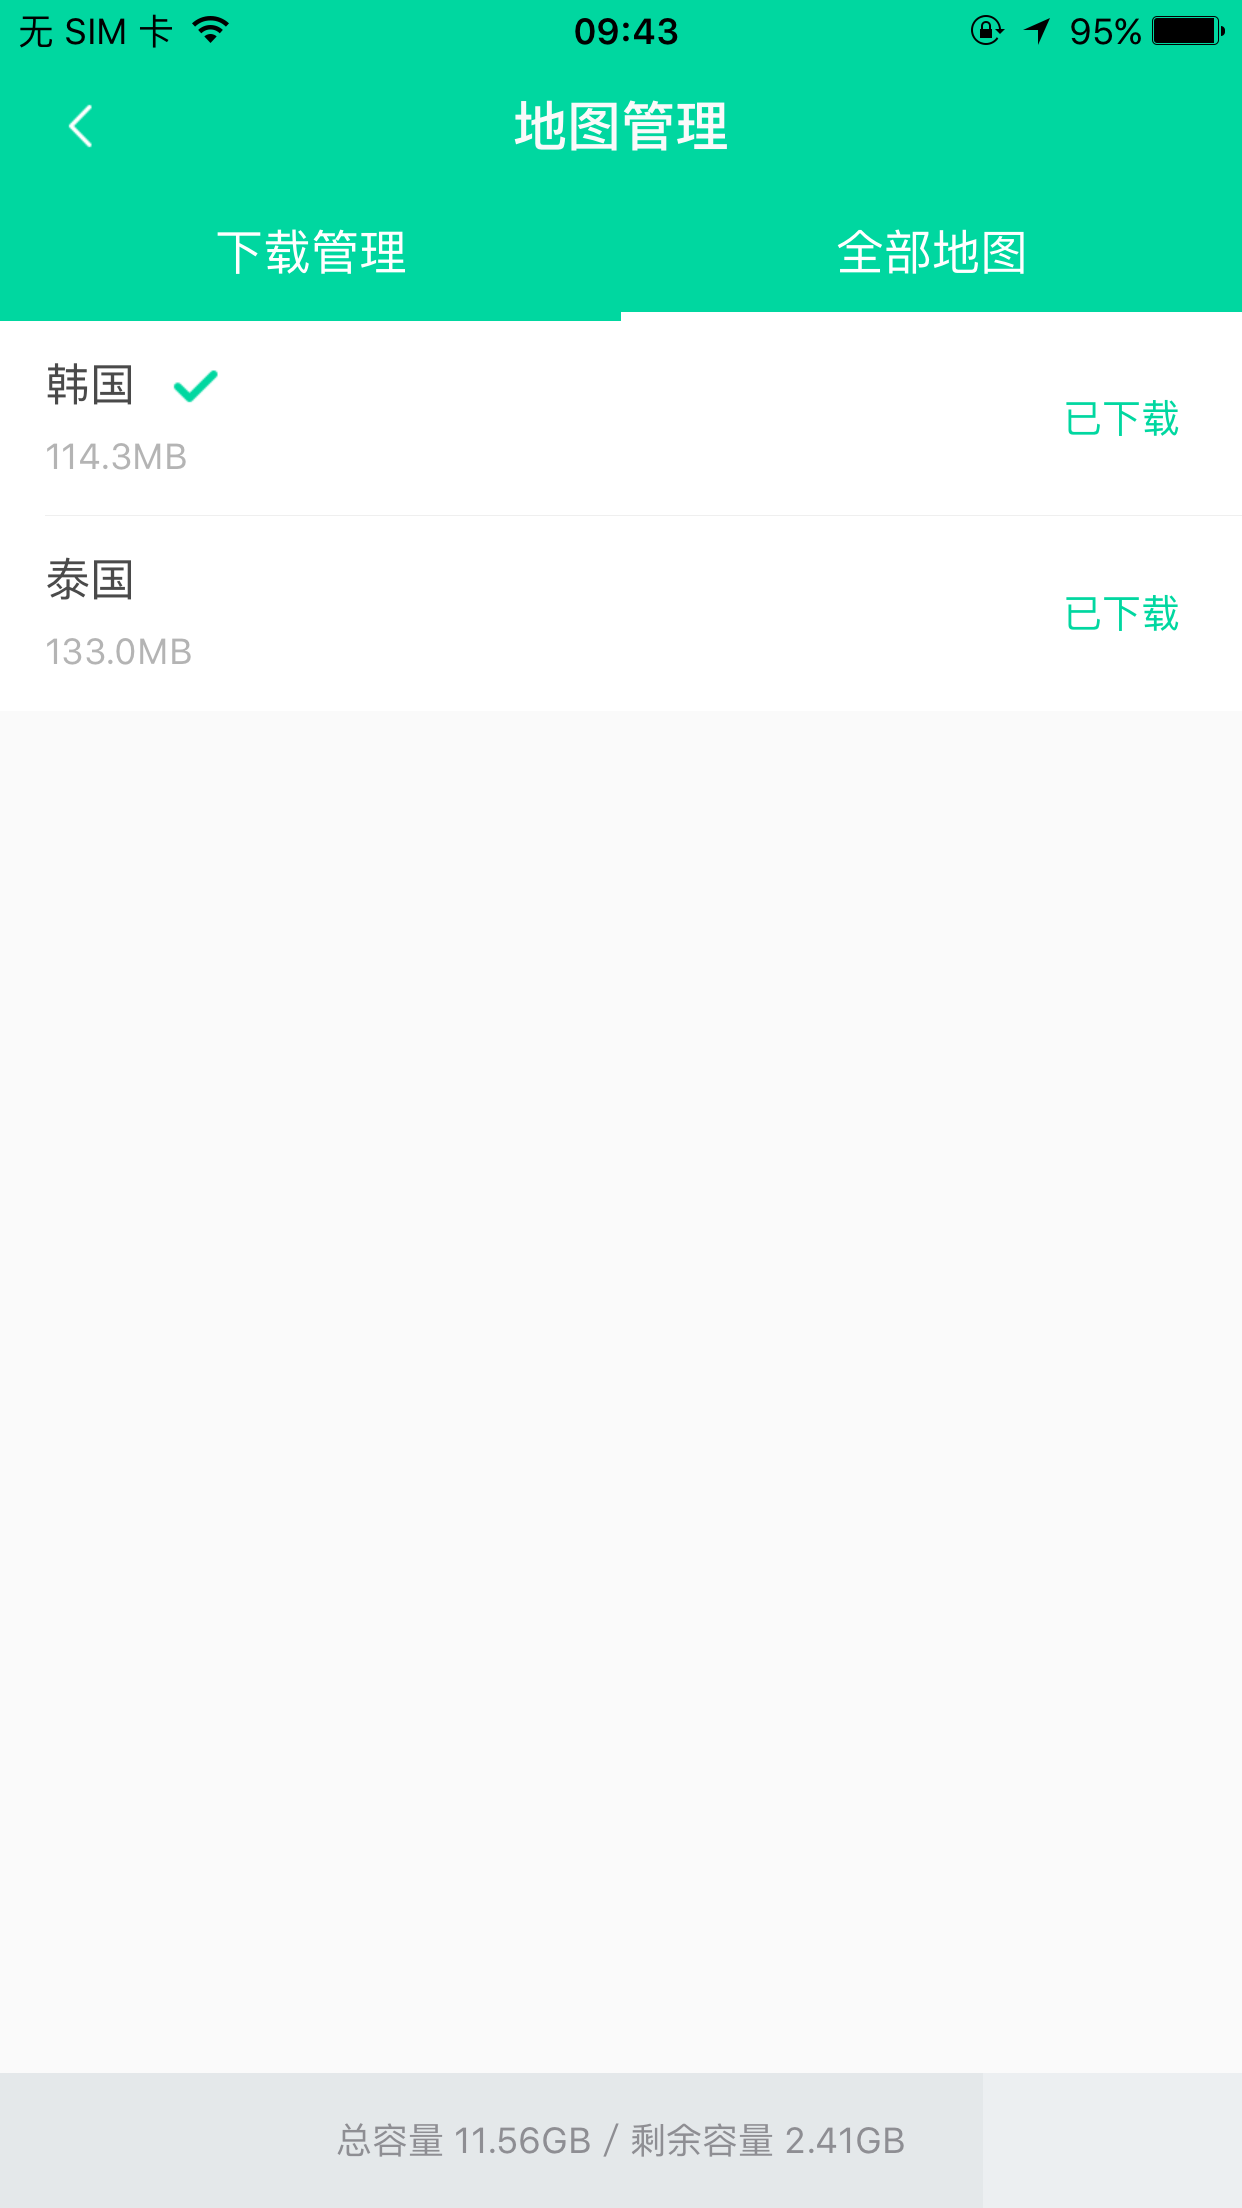 无 SIM 卡 09:43 95%
地图管理
下载管理 全部地图
韩国
已下载
114.3MB
泰国
已下载
133.0MB
总容量 11.56GB / 剩余容量 2.41GB